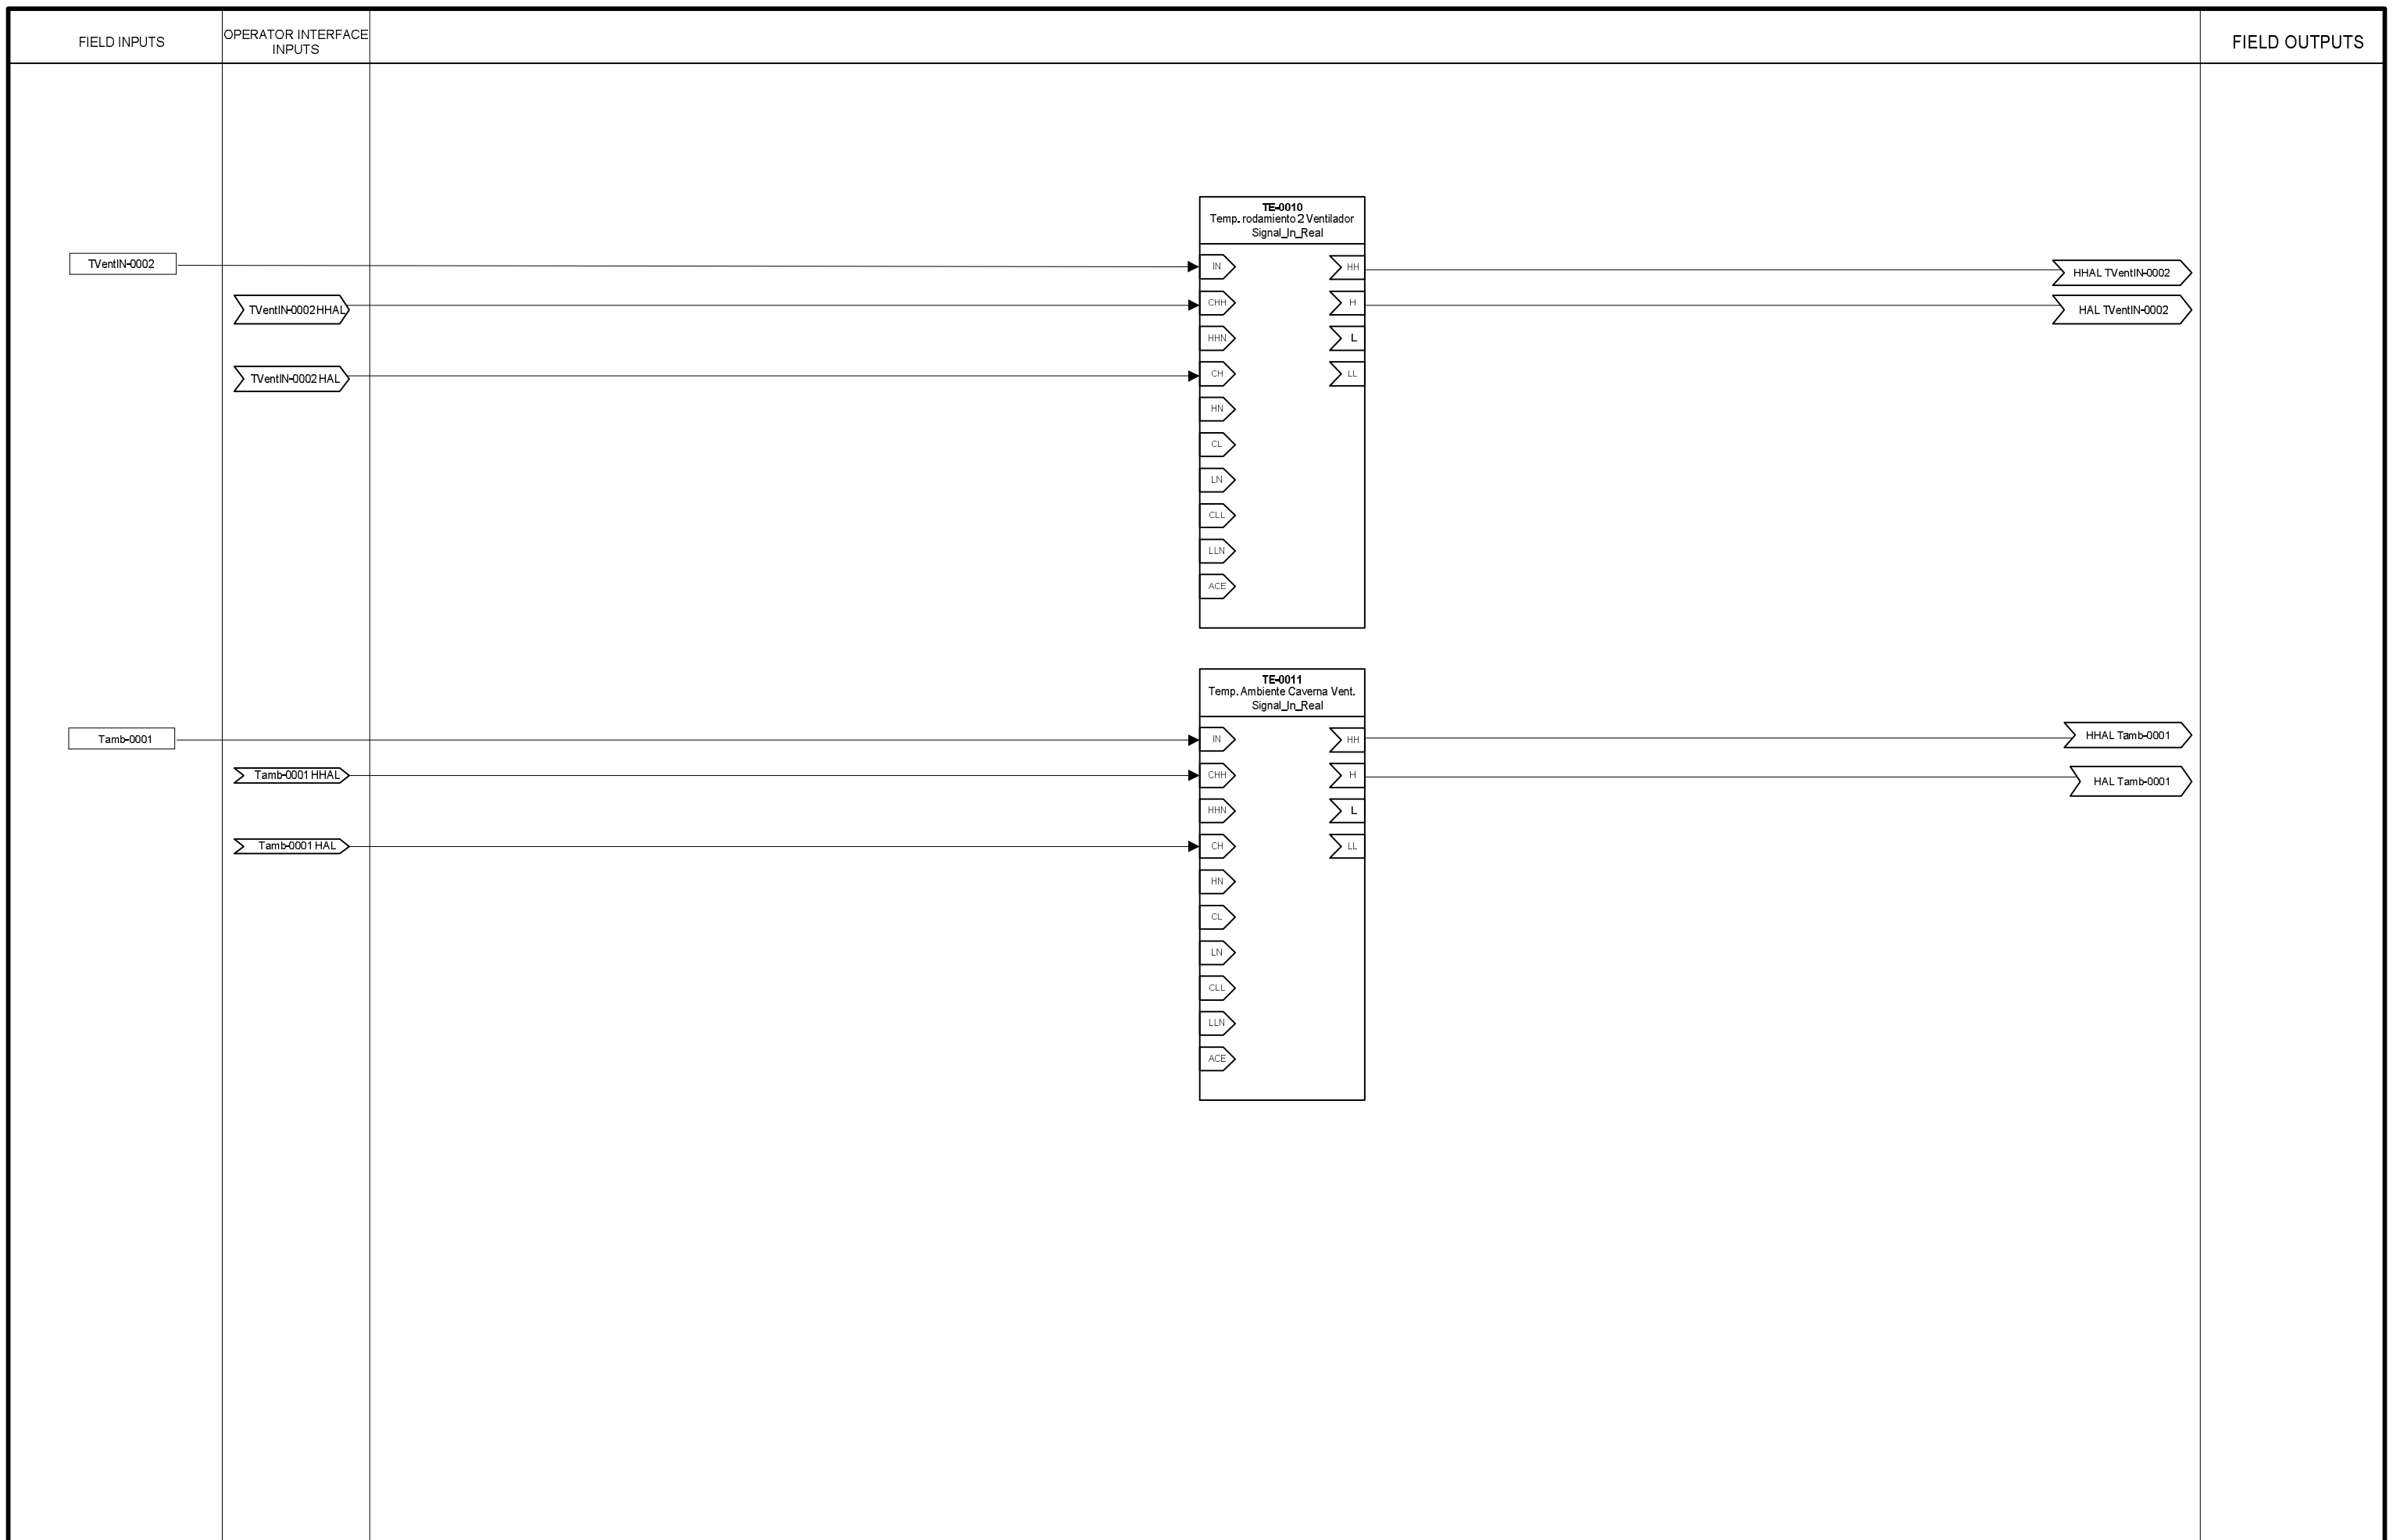 FIELD INPUTS
OPERATOR INTERFACE
INPUTS
FIELD OUTPUTS
TE-0010
Temp. rodamiento 2 Ventilador
Signal_In_Real
TVentIN-0002
IN
HH
HHAL TVentIN-0002
TVentIN-0002 HHAL
CHH
H
HAL TVentIN-0002
HHN
L
TVentIN-0002 HAL
CH
LL
HN
CL
LN
CLL
LLN
ACE
TE-0011
Temp. Ambiente Caverna Vent.
Signal_In_Real
Tamb-0001
IN
HH
HHAL Tamb-0001
Tamb-0001 HHAL
CHH
H
HAL Tamb-0001
HHN
L
Tamb-0001 HAL
CH
LL
HN
CL
LN
CLL
LLN
ACE